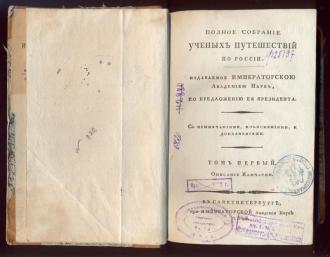 ПОЛНОЕ СОБРАНІЕ
УЧЕНЫХЪ ПУТЕШЕСТВІЙ
ПО РОССІИ,
ИЗДАВАЕМОЕ ИМПЕРАТОРСКОЮ
АКАДЕМІЕЮ НАУКЪ,
ПО ПРЕДЛОЖЕНІЮ ЕЯ ПРЕЗИДЕНТА.
Съ примѣчаніями, изъясненіями, и
дополненіями.
ТОМЪ ПЕРВЫЙ.
Описаніе Камчатки.
ВЪ САНКТПЕТЕРБУРГѢ,
при ИМПЕРАТОРСКОЙ Академіи Наукъ